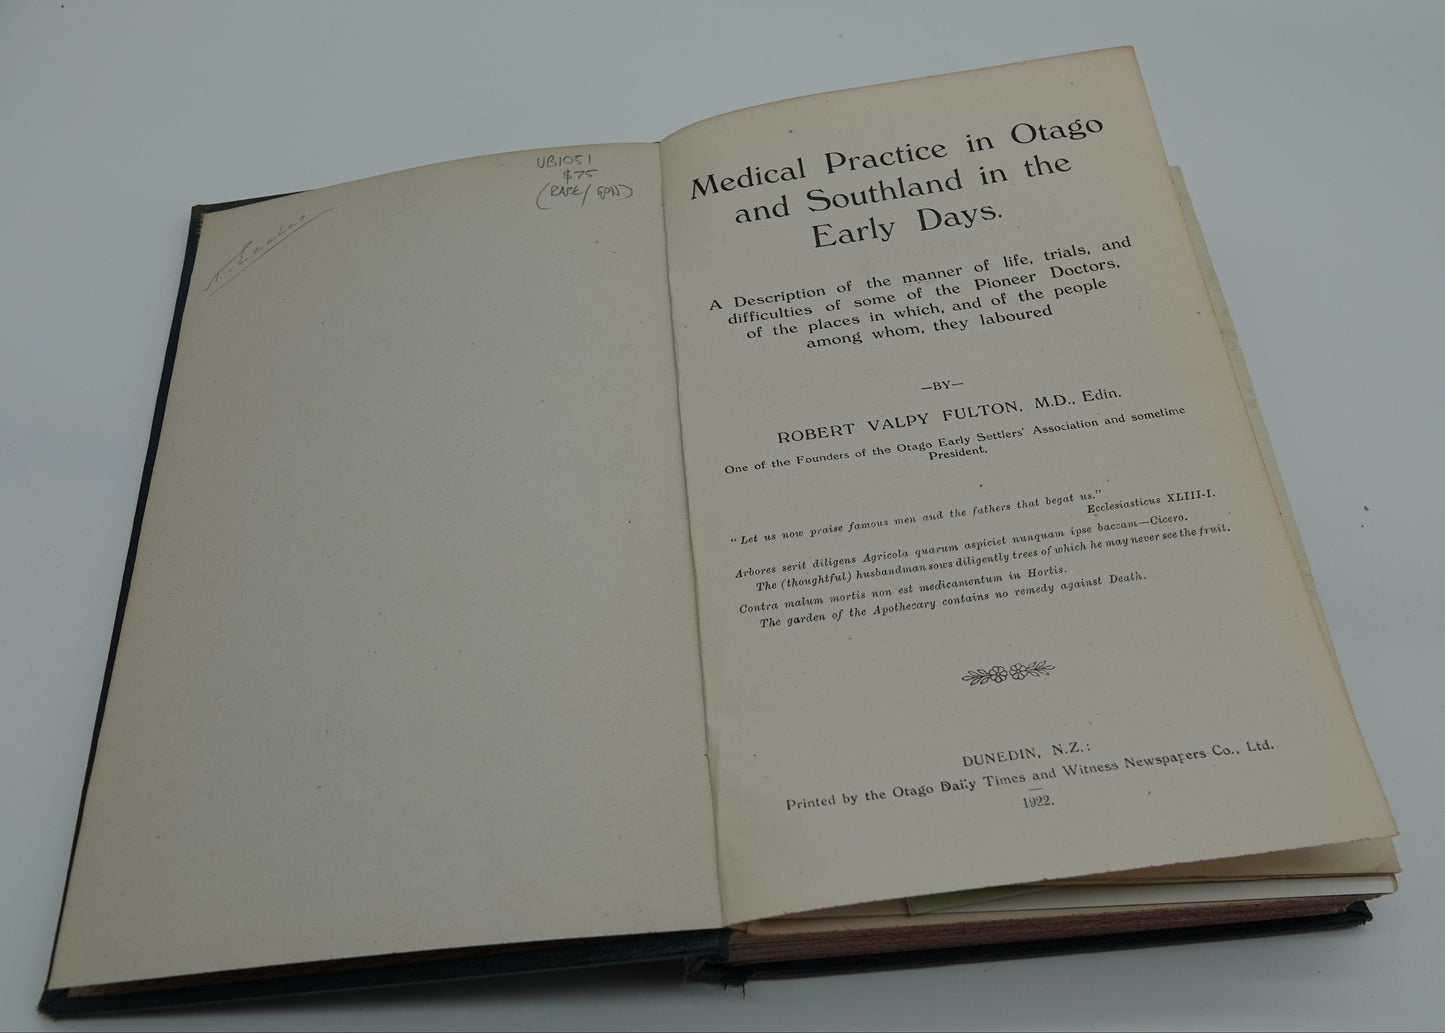 UB1051
$75
(RARE/
Medical Practice in Otago
and Southland in the
Early Days.
A Description of the manner of life, trials, and
difficulties of some of the Pioneer Doctors,
of the places in which, and of the people
among whom, they laboured
—BY—
ROBERT VALPY FULTON, M.D., Edin.
One of the Founders of the Otago Early Settlers' Association and sometime
President.
"Let us now praise famous men and the fathers that begat us."
Ecclesiasticus XLIII-I.
Arbores serit diligens Agricola quarum aspiciet nunquam ipse baccam—Cicero.
The (thoughtful) husbandman sows diligently trees of which he may never see the fruit.
Contra malum mortis non est medicamentum in Hortis.
The garden of the Apothecary contains no remedy against Death.
DUNEDIN, N.Z.:
Printed by the Otago Daily Times and Witness Newspapers Co., Ltd.
1922.